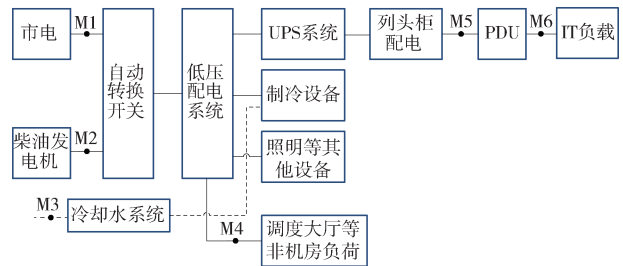 市电
M1
自动
转换
开关
低压
配电
系统
UPS系统
列头柜
配电
M5
PDU
M6
IT负载
制冷设备
柴油发
电机
M2
照明等其
他设备
M3
冷却水系统
M4
调度大厅等
非机房负荷